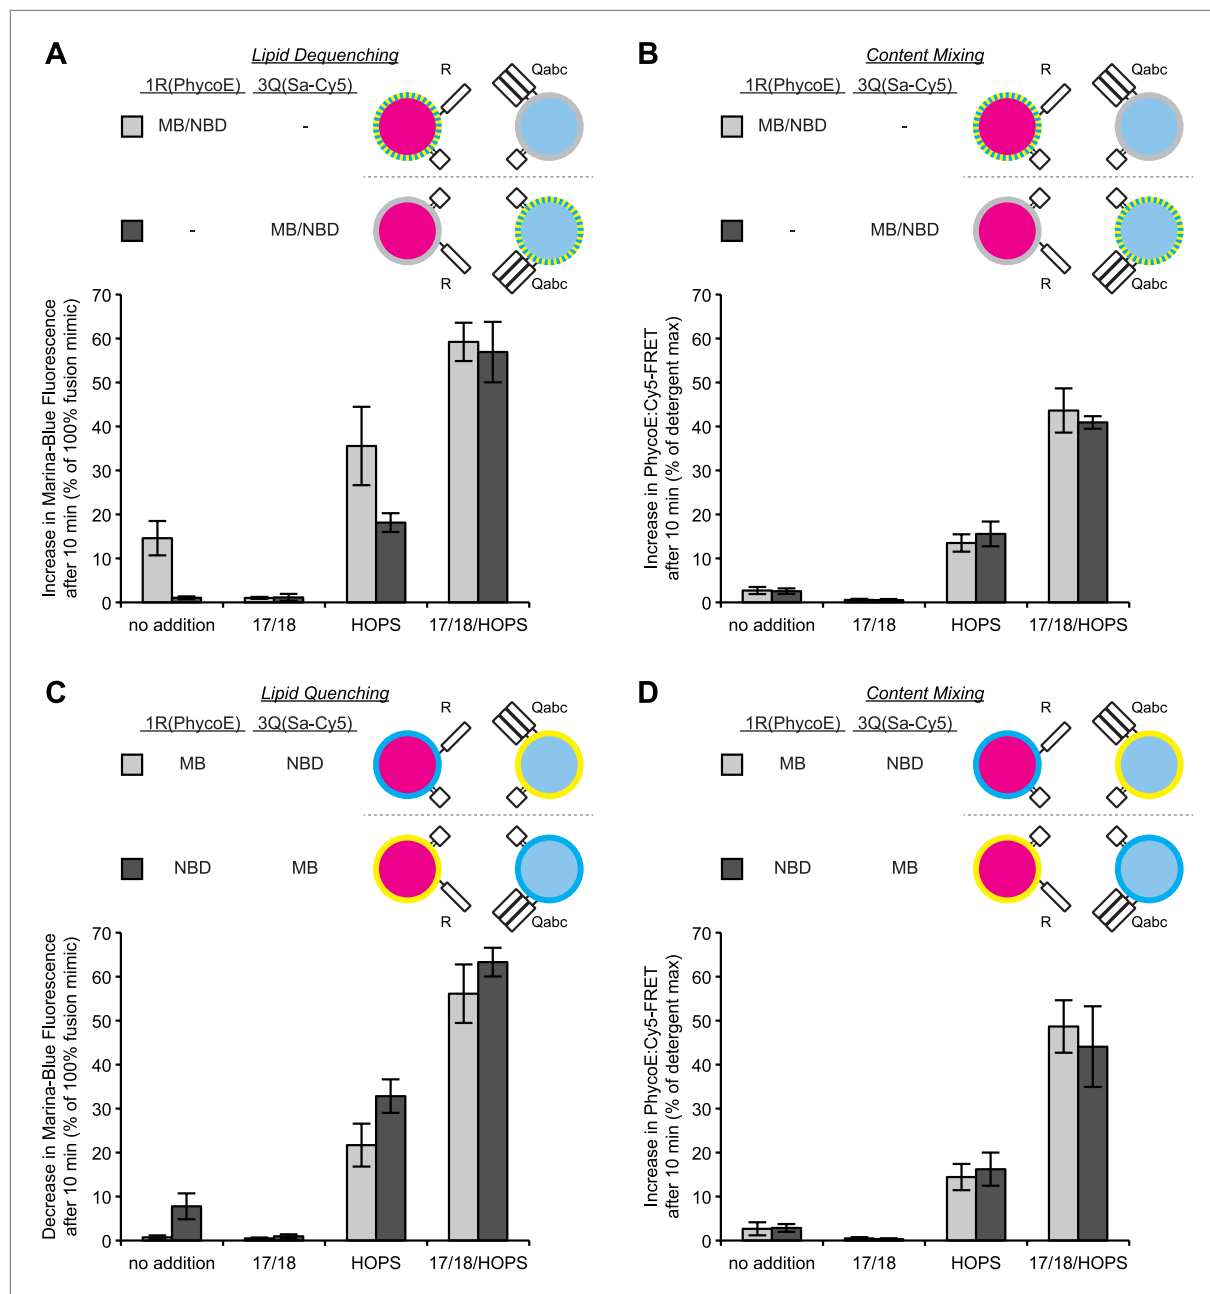 A
Lipid Dequenching
1R(PhycoE) 3Q(Sa-Cy5)
R
Qabc
MB/NBD -
- MB/NBD
R
Qabc
Increase in Marina-Blue Fluorescence
after 10 min (% of 100% fusion mimic)
70
60
50
40
30
20
10
0
no addition 17/18 HOPS 17/18/HOPS
B
Content Mixing
1R(PhycoE) 3Q(Sa-Cy5)
R
Qabc
MB/NBD -
- MB/NBD
R
Qabc
Increase in PhycoE:Cy5-FRET
after 10 min (% of detergent max)
70
60
50
40
30
20
10
0
no addition 17/18 HOPS 17/18/HOPS
C
Lipid Quenching
1R(PhycoE) 3Q(Sa-Cy5)
R
Qabc
MB NBD
NBD MB
R
Qabc
Decrease in Marina-Blue Fluorescence
after 10 min (% of 100% fusion mimic)
70
60
50
40
30
20
10
0
no addition 17/18 HOPS 17/18/HOPS
D
Content Mixing
1R(PhycoE) 3Q(Sa-Cy5)
R
Qabc
MB NBD
NBD MB
R
Qabc
Increase in PhycoE:Cy5-FRET
after 10 min (% of detergent max)
70
60
50
40
30
20
10
0
no addition 17/18 HOPS 17/18/HOPS